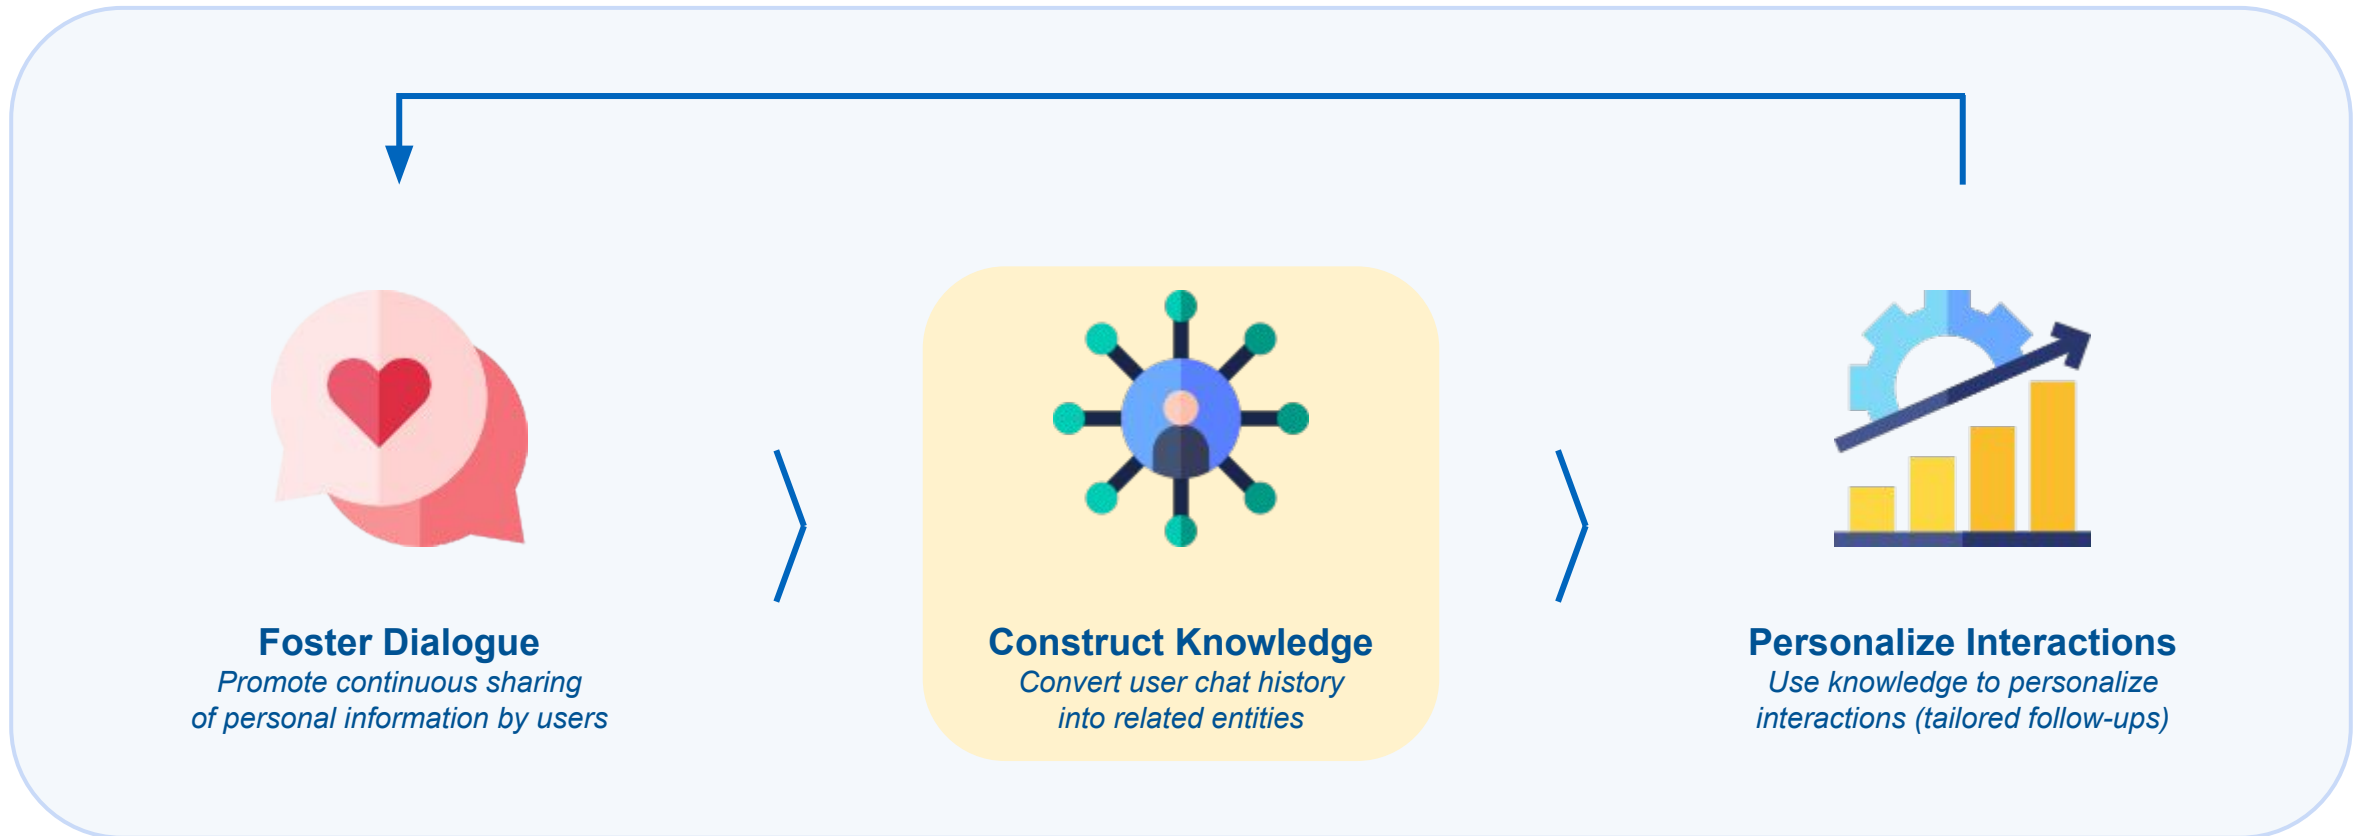 Foster Dialogue
Promote continuous sharing
of personal information by users
Construct Knowledge
Convert user chat history
into related entities
Personalize Interactions
Use knowledge to personalize
interactions (tailored follow-ups)